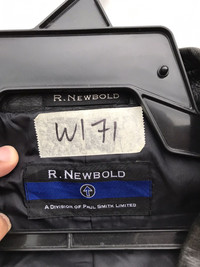 R. NEWBOLD
W171
R. NEWBOLD
A DIVISION OF PAUL SMITH LIMITED